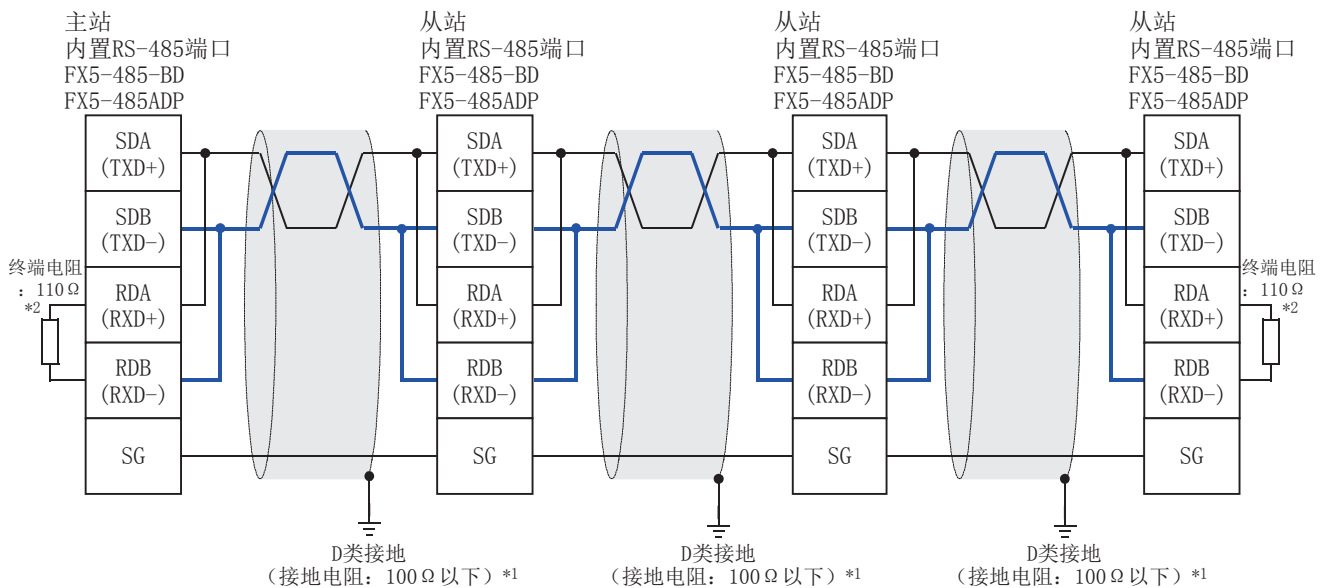 主站
内置RS-485端口
FX5-485-BD
FX5-485ADP
从站
内置RS-485端口
FX5-485-BD
FX5-485ADP
从站
内置RS-485端口
FX5-485-BD
FX5-485ADP
从站
内置RS-485端口
FX5-485-BD
FX5-485ADP
SDA
(TXD+)
SDB
(TXD-)
RDA
(RXD+)
RDB
(RXD-)
SG
SDA
(TXD+)
SDB
(TXD-)
RDA
(RXD+)
RDB
(RXD-)
SG
SDA
(TXD+)
SDB
(TXD-)
RDA
(RXD+)
RDB
(RXD-)
SG
SDA
(TXD+)
SDB
(TXD-)
RDA
(RXD+)
RDB
(RXD-)
SG
终端电阻
：110Ω
*2
终端电阻
：110Ω
*2
D类接地
（接地电阻：100Ω以下）*1
D类接地
（接地电阻：100Ω以下）*1
D类接地
（接地电阻：100Ω以下）*1